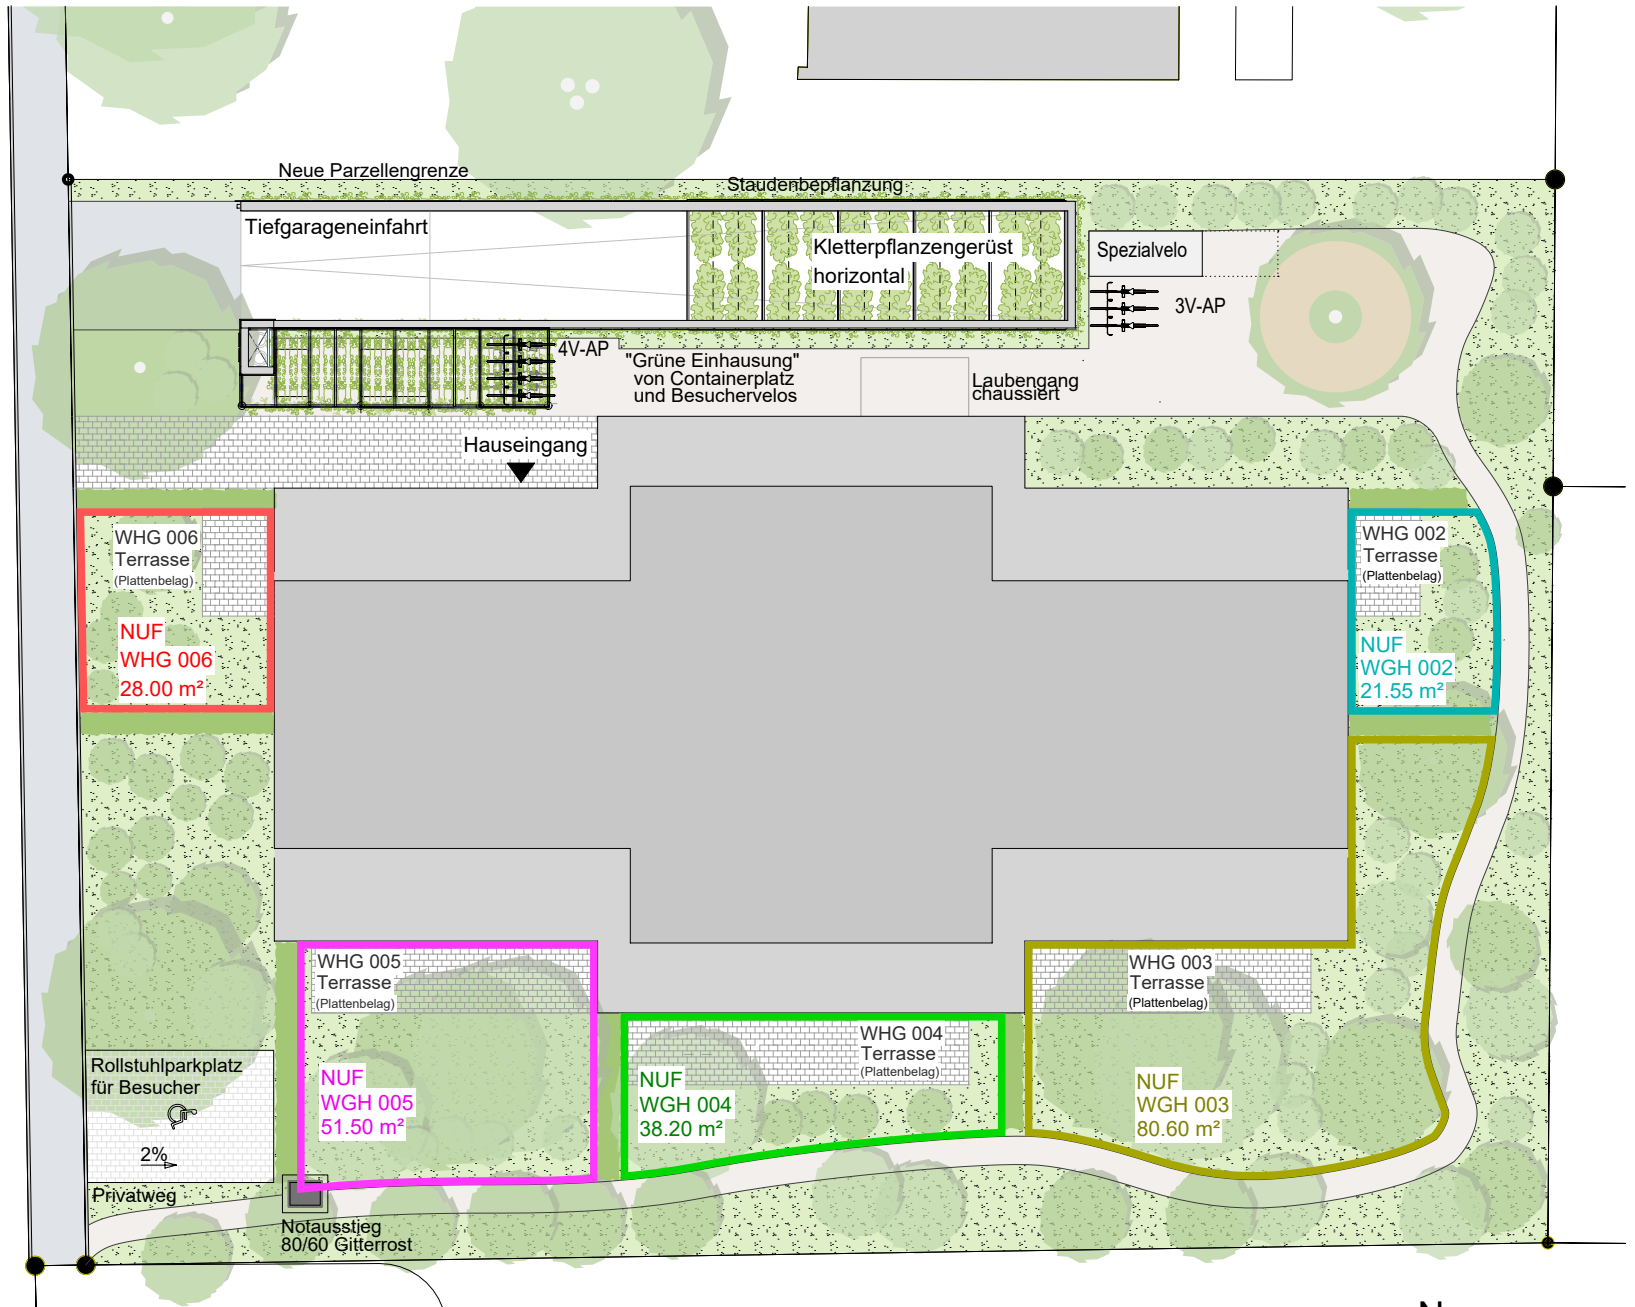 Neue Parzellengrenze
Staudenbepflanzung
Tiefgarageneinfahrt
Kletterpflanzengerüst
horizontal
Spezialvelo
3V-AP
4V-AP
"Grüne Einhausung"
von Containerplatz
und Besuchervelos
Laubengang
chaussiert
Hauseingang
WHG 006
Terrasse
(Plattenbelag)
NUF
WHG 006
28.00 m²
WHG 002
Terrasse
(Plattenbelag)
NUF
WGH 002
21.55 m²
WHG 005
Terrasse
(Plattenbelag)
NUF
WGH 005
51.50 m²
WHG 004
Terrasse
(Plattenbelag)
NUF
WGH 004
38.20 m²
WHG 003
Terrasse
(Plattenbelag)
NUF
WGH 003
80.60 m²
Rollstuhlparkplatz
für Besucher
2%
Privatweg
Notausstieg
80/60 Gitterrost